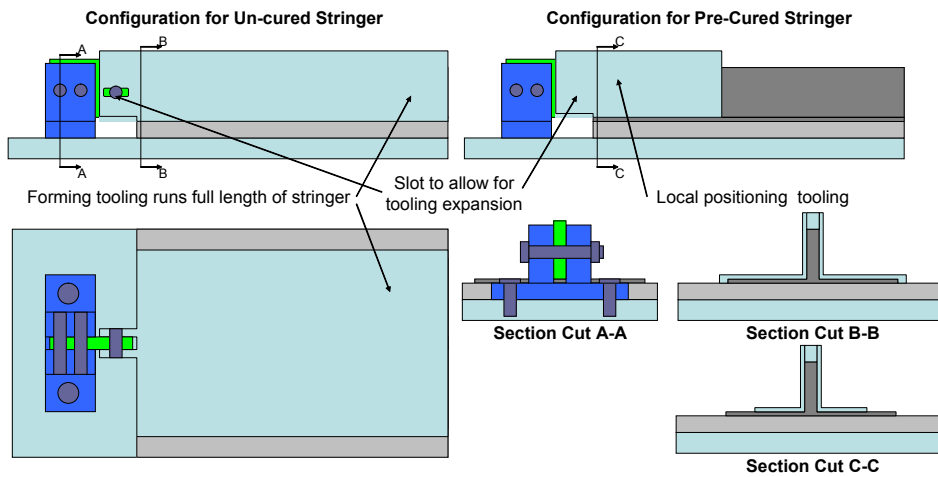 Configuration for Un-cured Stringer
Configuration for Pre-Cured Stringer
A
B
C
A
B
C
Forming tooling runs full length of stringer
Slot to allow for
tooling expansion
Local positioning tooling
Section Cut A-A
Section Cut B-B
Section Cut C-C